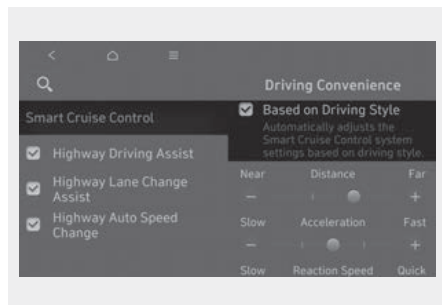 Driving Convenience
Smart Cruise Control
Highway Driving Assist
Highway Lane Change
Assist
Highway Auto Speed
Change
Based on Driving Style
Automatically adjusts the
Smart Cruise Control system
settings based on driving style.
Near Distance Far
Slow Acceleration Fast
Slow Reaction Speed Quick